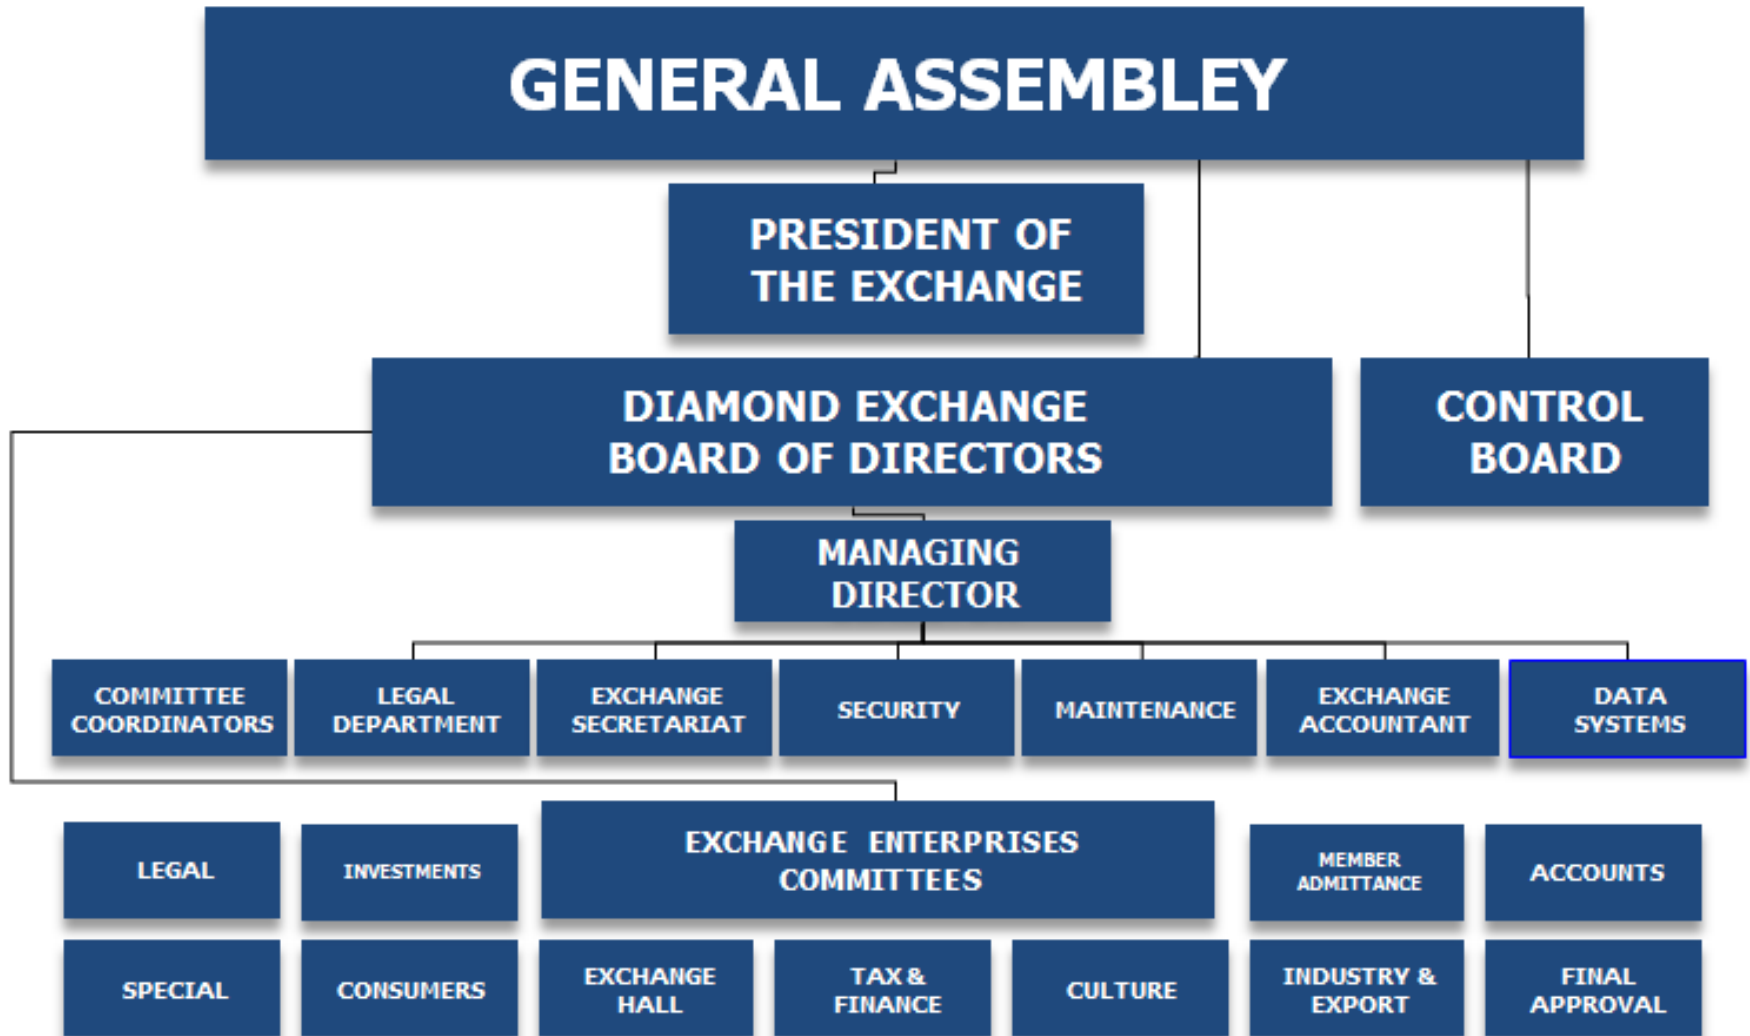 GENERAL ASSEMBLEY
PRESIDENT OF
THE EXCHANGE
DIAMOND EXCHANGE
BOARD OF DIRECTORS
CONTROL
BOARD
MANAGING
DIRECTOR
COMMITTEE
COORDINATORS
LEGAL
DEPARTMENT
EXCHANGE
SECRETARIAT
SECURITY
MAINTENANCE
EXCHANGE
ACCOUNTANT
DATA
SYSTEMS
LEGAL
INVESTMENTS
EXCHANGE ENTERPRISES
COMMITTEES
MEMBER
ADMITTANCE
ACCOUNTS
SPECIAL
CONSUMERS
EXCHANGE
HALL
TAX &
FINANCE
CULTURE
INDUSTRY &
EXPORT
FINAL
APPROVAL